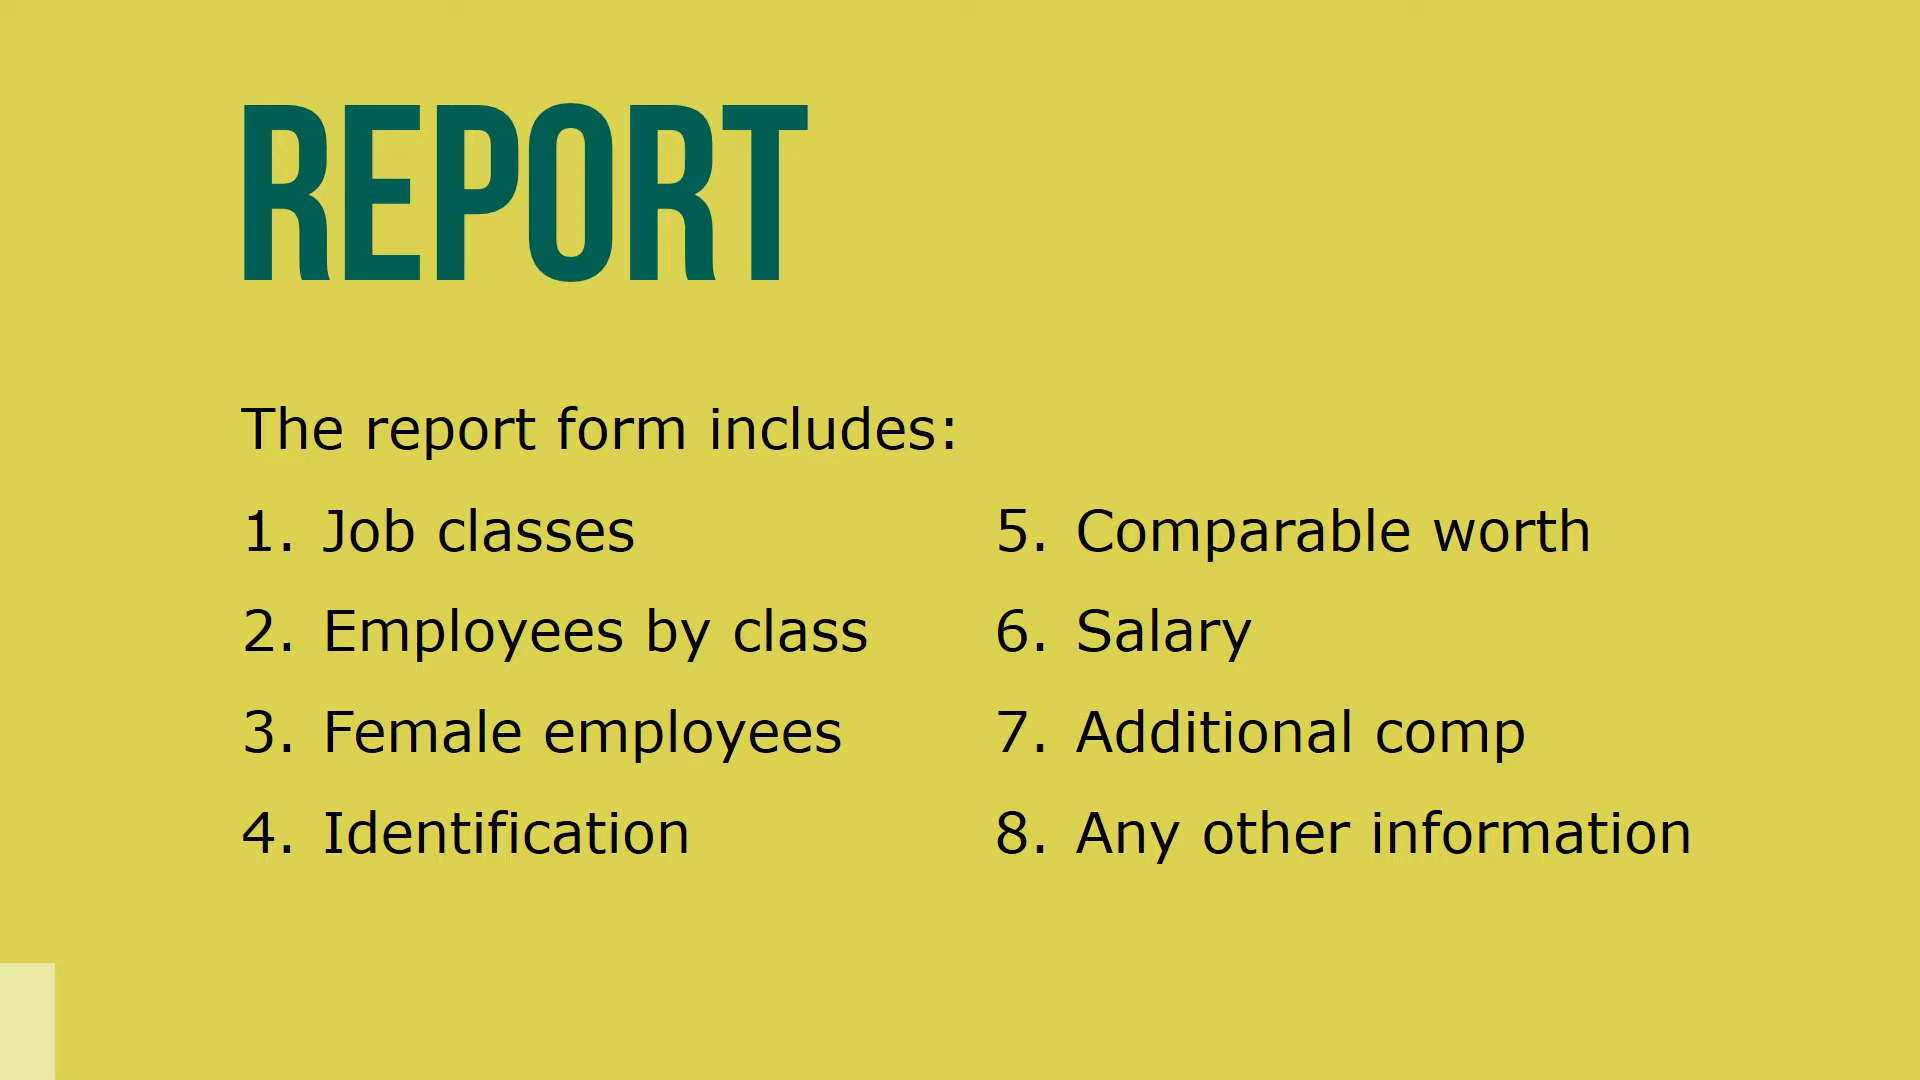 REPORT
The report form includes:
1. Job classes
2. Employees by class
3. Female employees
4. Identification
5. Comparable worth
6. Salary
7. Additional comp
8. Any other information